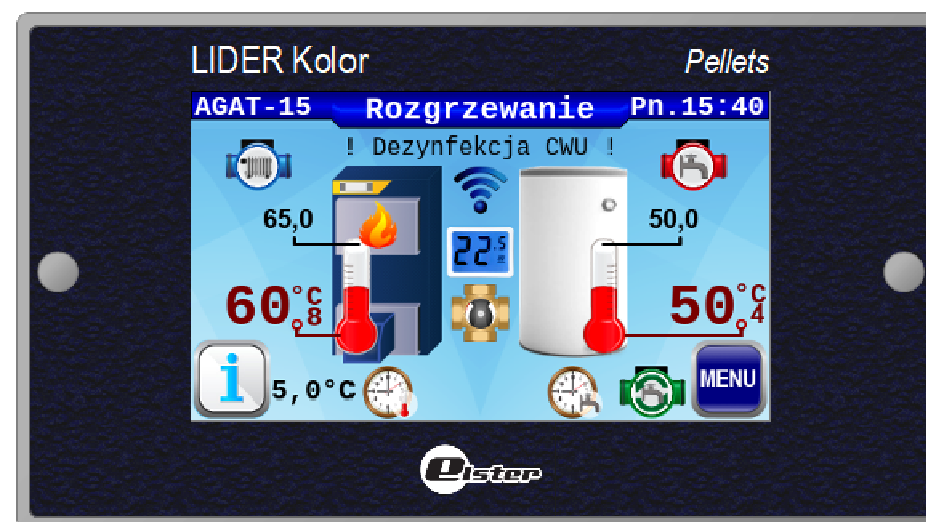 LIDER Kolor
Pellets
AGAT-15
Rozgrzewanie
Pn.15:40
! Dezynfekcja CWU !
65,0
50,0
22.5
60,8°C
50,4°C
5,0°C
i
MENU
elster